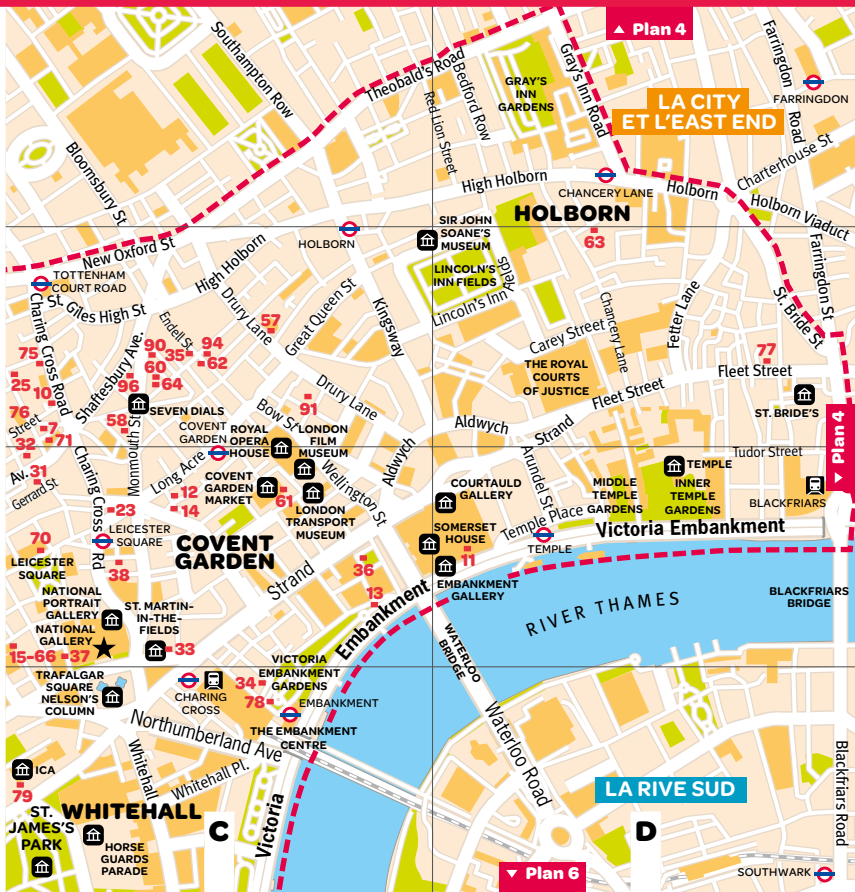 ▲ Plan 4
Southampton Row
Theobald's Road
Bedford Row
Red Lion Street
GRAY'S
INN
GARDENS
Gray's Inn Road
LA CITY
ET L'EAST END
Farringdon Road
FARRINGDON
Charterhouse St
Bloomsbury St
High Holborn
CHANCERY LANE
Holborn
Holborn Viaduct
HOLBORN
63
SIR JOHN
SOANE'S
MUSEUM
HOLBORN
New Oxford St
High Holborn
TOTTENHAM
COURT ROAD
LINCOLN'S
INN FIELDS
Lincoln's Inn Fields
Farringdon St
St. Bride St
St. Giles High St
Charing Cross Road
Drury Lane
Great Queen St
Kingsway
Endell St
57
Chancery Lane
Fetter Lane
Carey Street
Shaftesbury Ave.
90
35
94
62
60
64
96
75
25
10
76
7
71
32
Street
58
SEVEN DIALS
Monmouth St
THE ROYAL
COURTS
OF JUSTICE
77
Fleet Street
Fleet Street
ST. BRIDE'S
Drury Lane
91
Bow St
Aldwych
Strand
▼ Plan 4
COVENT
GARDEN
ROYAL
OPERA
HOUSE
LONDON
FILM
MUSEUM
Aldwych
Tudor Street
Av.
31
Gerrard St
Charing Cross Rd
Long Acre
12
14
23
COVENT
GARDEN
MARKET
61
Wellington St
LONDON
TRANSPORT
MUSEUM
COURTAULD
GALLERY
Arundel St
MIDDLE
TEMPLE
GARDENS
TEMPLE
INNER
TEMPLE
GARDENS
BLACKFRIARS
SOMERSET
HOUSE
11
Temple Place
TEMPLE
Victoria Embankment
LEICESTER
SQUARE
COVENT
GARDEN
70
LEICESTER
SQUARE
38
Strand
36
13
EMBANKMENT
GALLERY
Embankment
RIVER THAMES
BLACKFRIARS
BRIDGE
NATIONAL
PORTRAIT
GALLERY
ST. MARTIN-
IN-THE-
FIELDS
NATIONAL
GALLERY
33
15-66
37
WATERLOO
BRIDGE
TRAFALGAR
SQUARE
NELSON'S
COLUMN
CHARING
CROSS
34
78
VICTORIA
EMBANKMENT
GARDENS
EMBANKMENT
THE EMBANKMENT
CENTRE
Northumberland Ave
Waterloo Road
Blackfriars Road
Whitehall
Whitehall Pl.
ICA
79
LA RIVE SUD
WHITEHALL
ST.
JAMES'S
PARK
HORSE
GUARDS
PARADE
C
Victoria
D
▼ Plan 6
SOUTHWARK